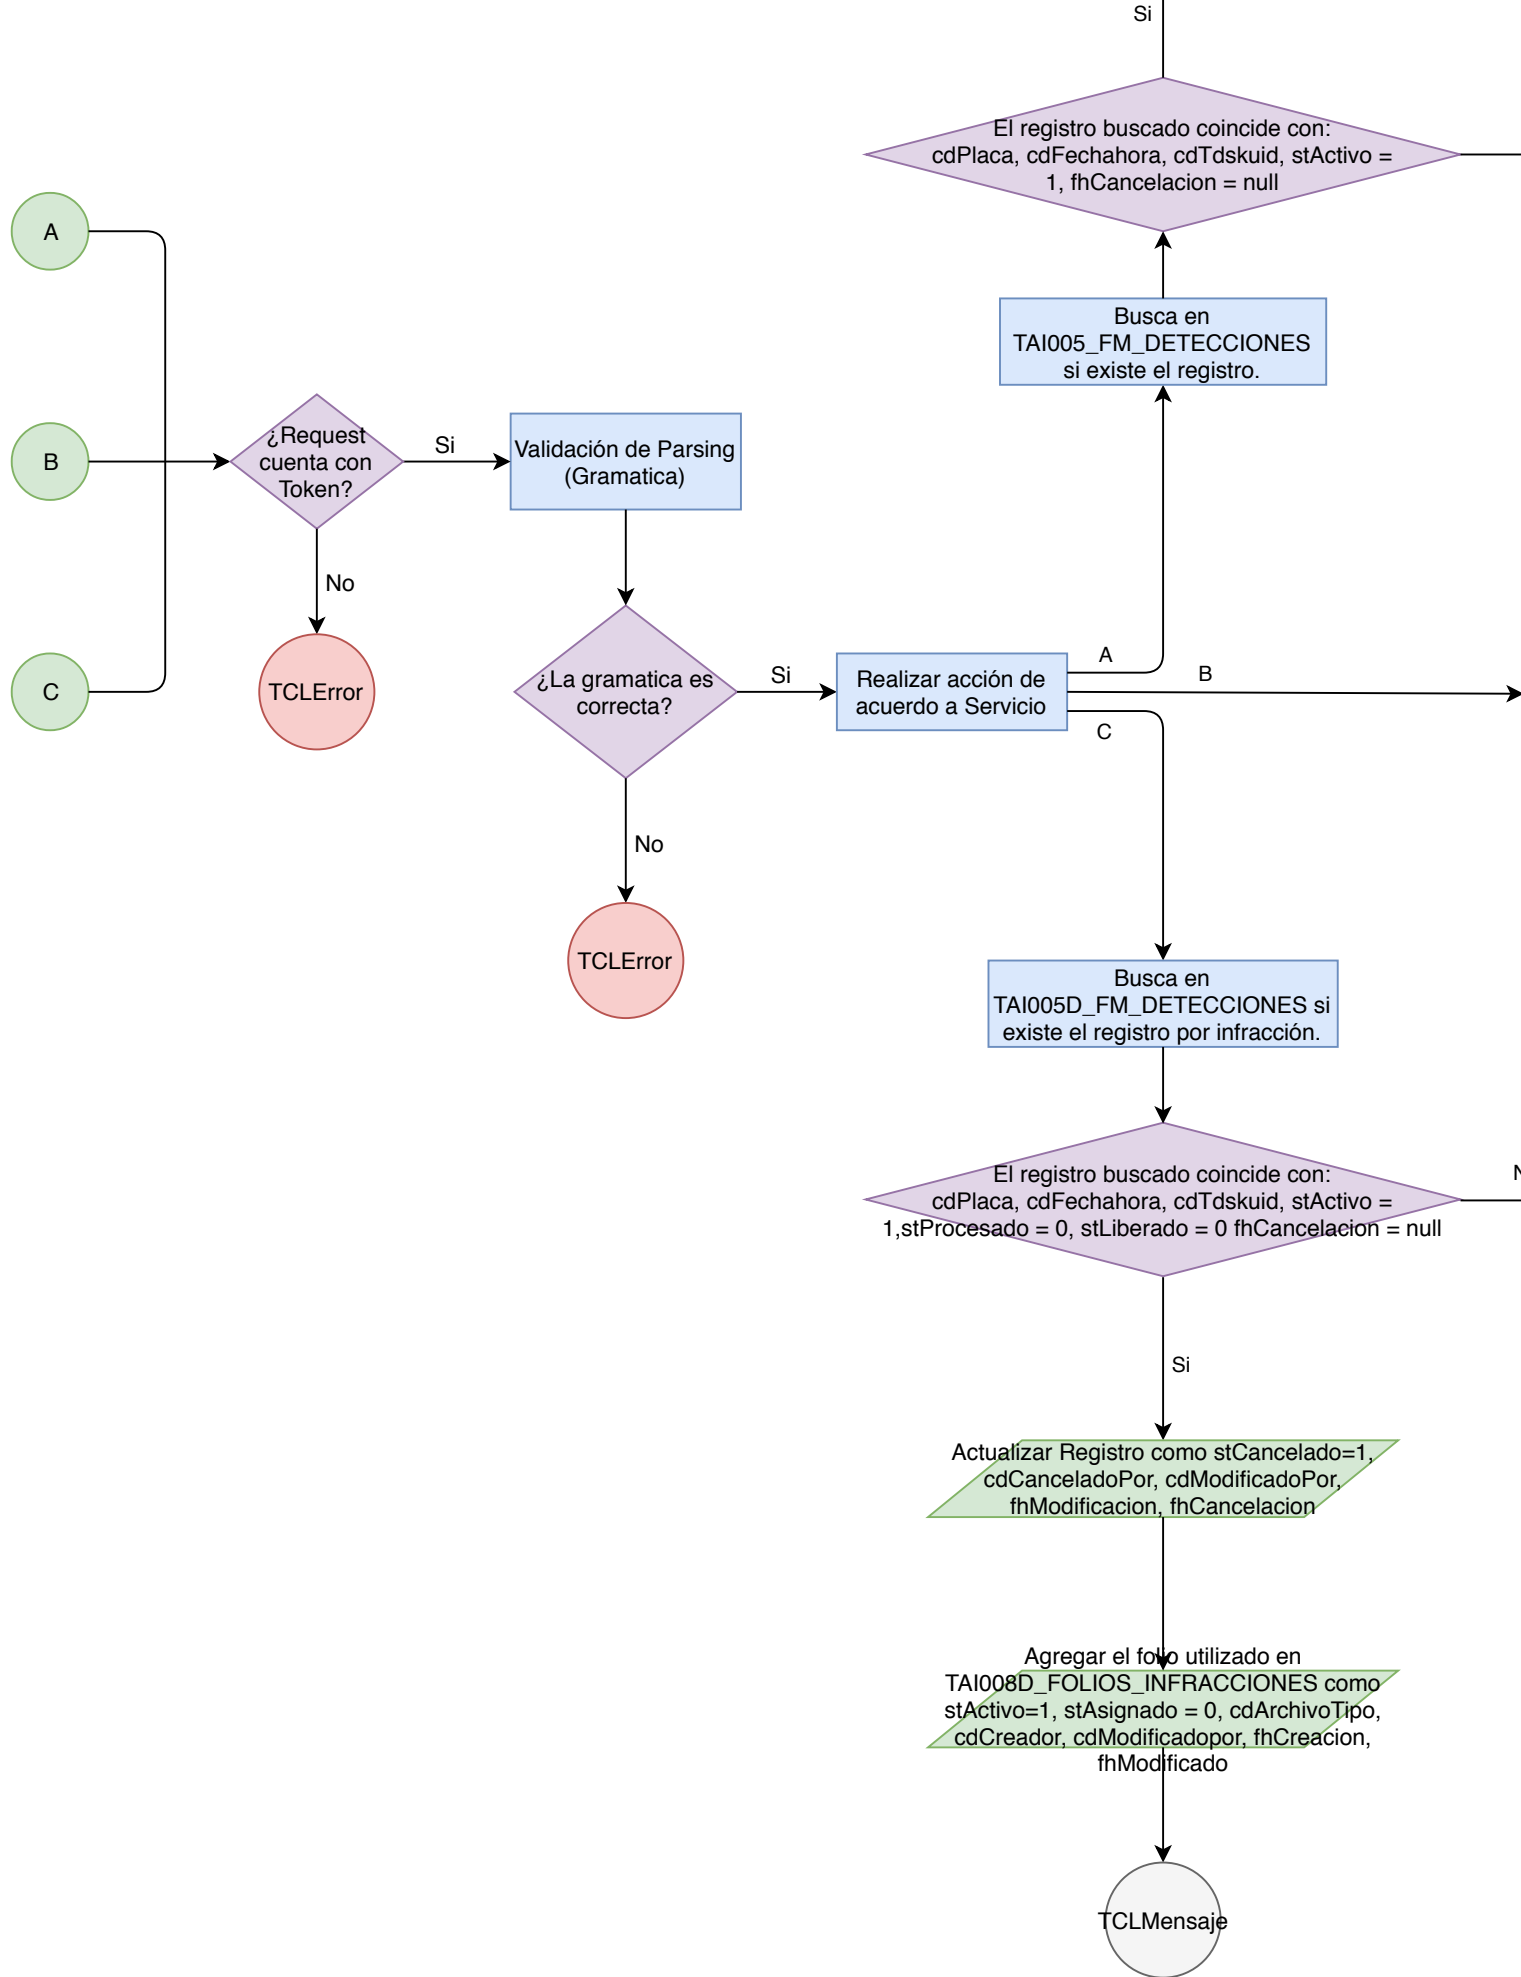 Si
El registro buscado coincide con:
cdPlaca, cdFechahora, cdTdskuid, stActivo =
1, fhCancelacion = null
A
Busca en
TAI005_FM_DETECCIONES
si existe el registro.
B
¿Request
cuenta con
Token?
Si
Validación de Parsing
(Gramatica)
No
C
TCLError
¿La gramatica es
correcta?
Si
Realizar acción de
acuerdo a Servicio
A
B
C
No
TCLError
Busca en
TAI005D_FM_DETECCIONES si
existe el registro por infracción.
El registro buscado coincide con:
cdPlaca, cdFechahora, cdTdskuid, stActivo =
1,stProcesado = 0, stLiberado = 0 fhCancelacion = null
Si
Actualizar Registro como stCancelado=1,
cdCanceladoPor, cdModificadoPor,
fhModificacion, fhCancelacion
Agregar el folio utilizado en
TAI008D_FOLIOS_INFRACCIONES como
stActivo=1, stAsignado = 0, cdArchivoTipo,
cdCreador, cdModificadopor, fhCreacion,
fhModificado
TCLMensaje